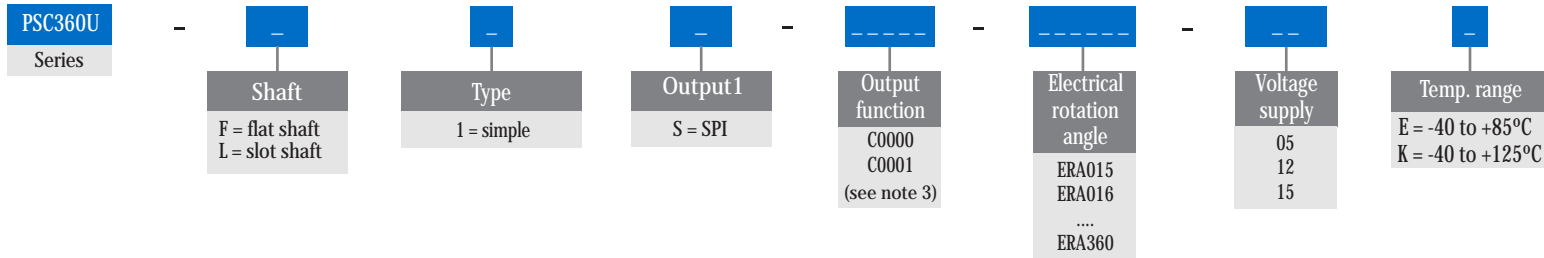 PSC360U - _ _ _ - _ _ _ _ _ - _ _ _ _ _ _ - _ _ _
Series
Shaft
F = flat shaft
L = slot shaft
Type
1 = simple
Output1
S = SPI
Output
function
C0000
C0001
(see note 3)
Electrical
rotation
angle
ERA015
ERA016
....
ERA360
Voltage
supply
05
12
15
Temp. range
E = -40 to +85ºC
K = -40 to +125ºC